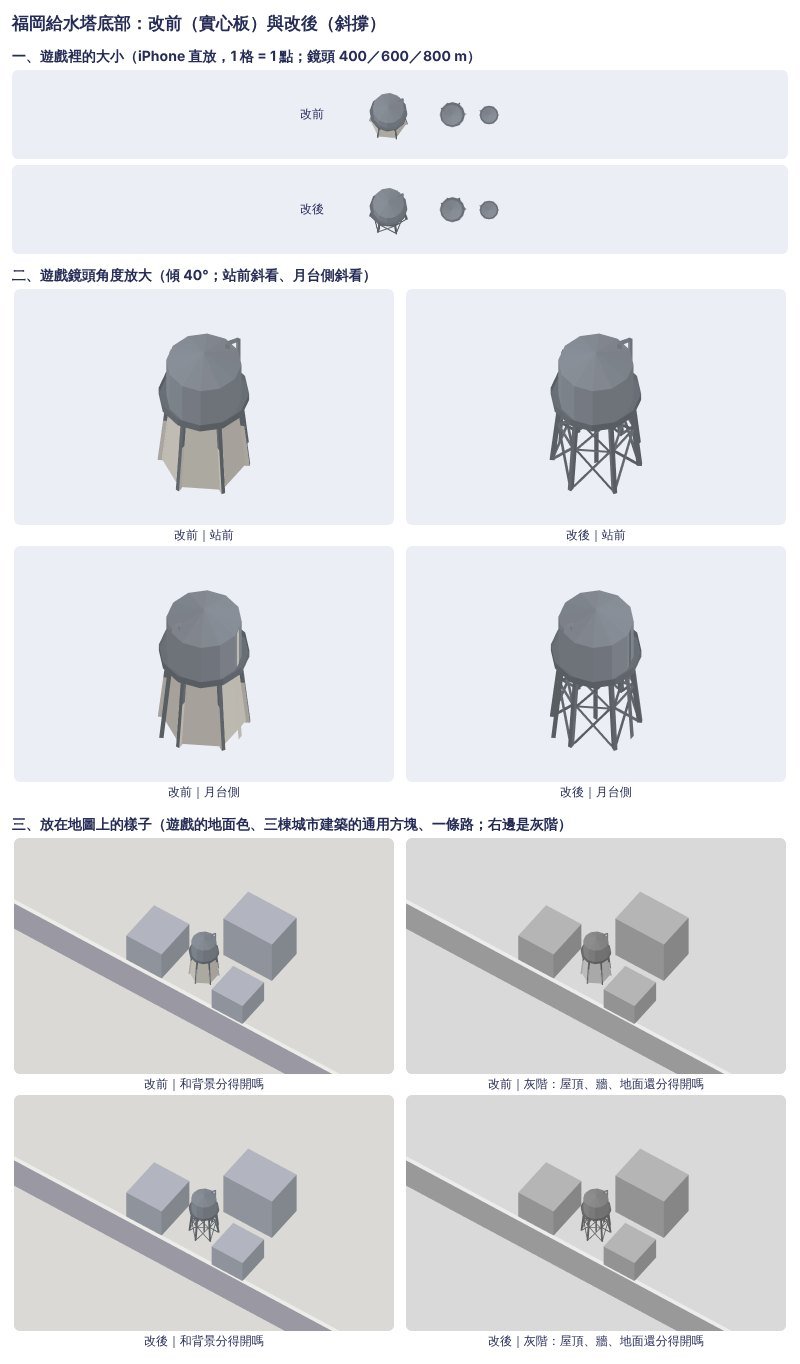 福岡給水塔底部：改前（實心板）與改後（斜撐）
一、遊戲裡的大小（iPhone 直放，1 格 = 1 點；鏡頭 400／600／800 m）
改前
改後
二、遊戲鏡頭角度放大（傾 40°；站前斜看、月台側斜看）
改前｜站前
改後｜站前
改前｜月台側
改後｜月台側
三、放在地圖上的樣子（遊戲的地面色、三棟城市建築的通用方塊、一條路；右邊是灰階）
改前｜和背景分得開嗎
改前｜灰階：屋頂、牆、地面還分得開嗎
改後｜和背景分得開嗎
改後｜灰階：屋頂、牆、地面還分得開嗎